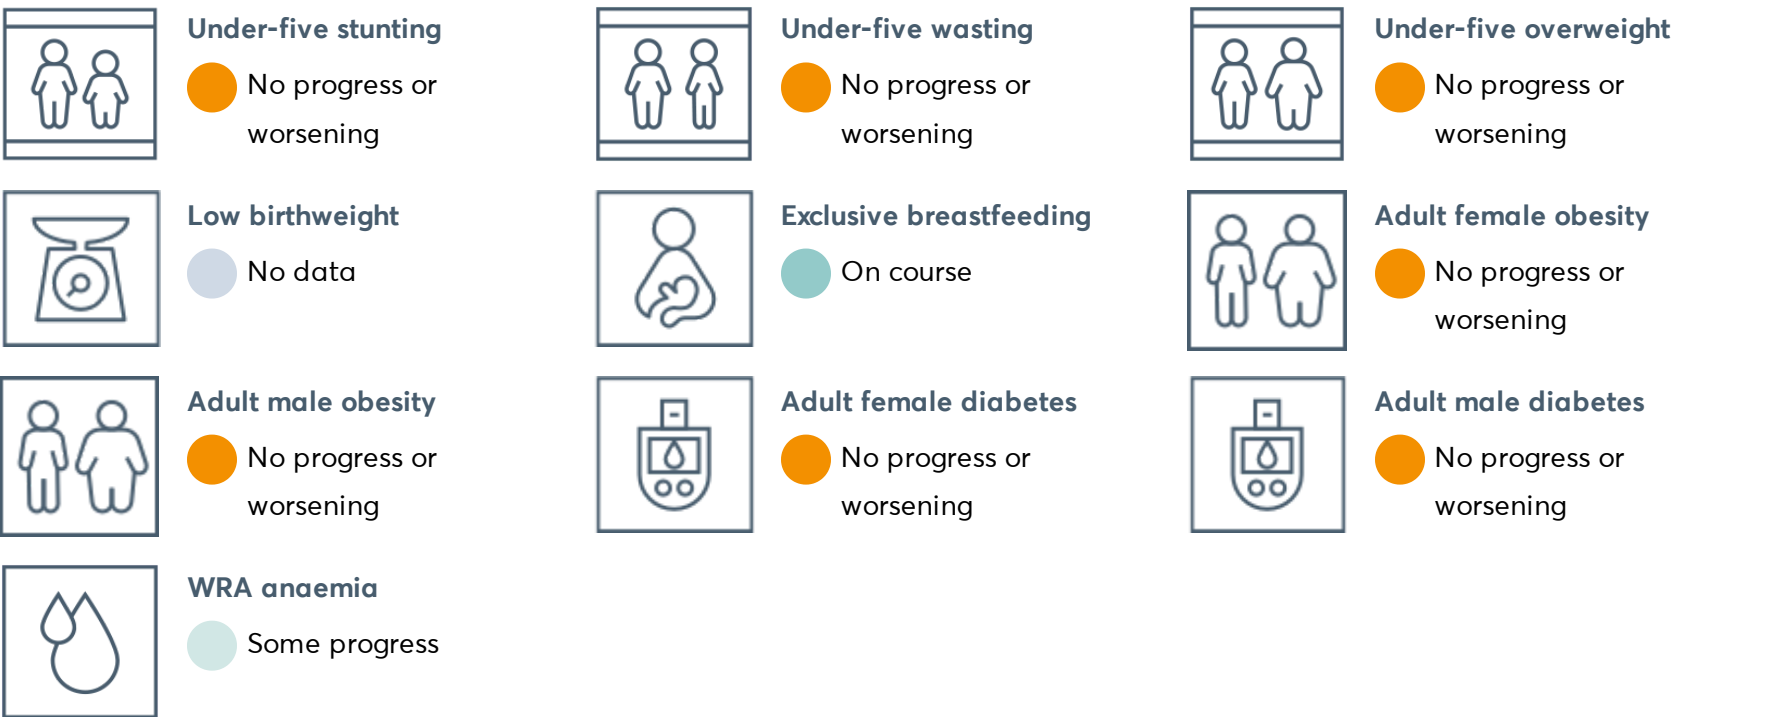 Under-five stunting
No progress or
worsening
Under-five wasting
No progress or
worsening
Under-five overweight
No progress or
worsening
Low birthweight
No data
Exclusive breastfeeding
On course
Adult female obesity
No progress or
worsening
Adult male obesity
No progress or
worsening
Adult female diabetes
No progress or
worsening
Adult male diabetes
No progress or
worsening
WRA anaemia
Some progress